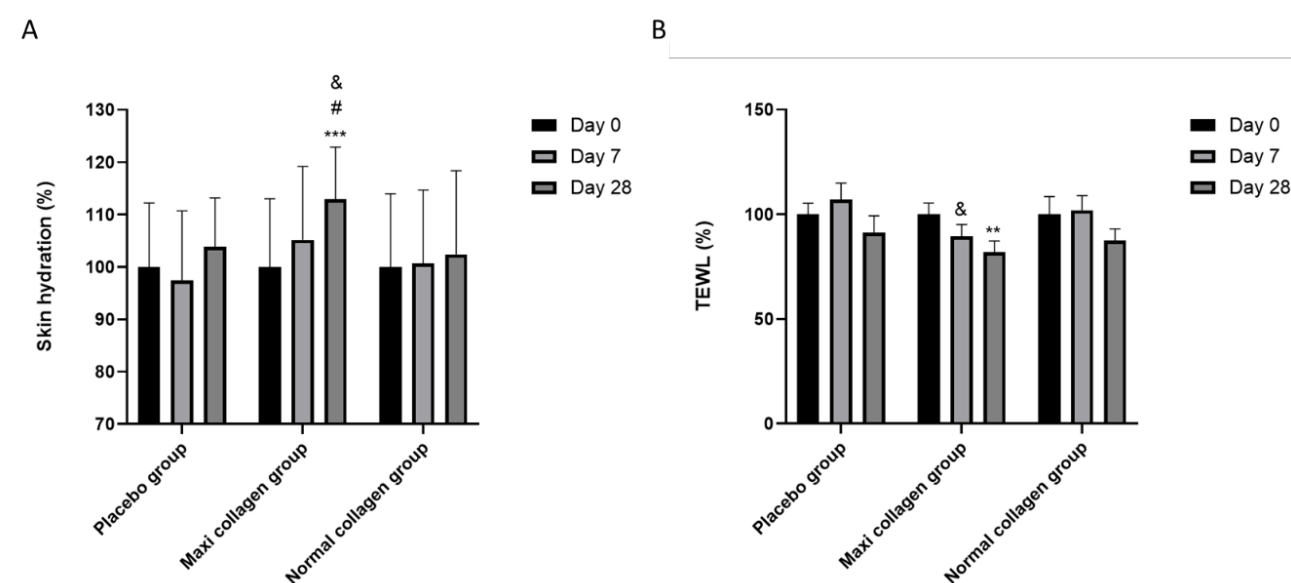 A
Skin hydration (%)
130
120
110
100
90
80
70
&
#
***
Placebo group
Maxi collagen group
Normal collagen group
Day 0
Day 7
Day 28
B
TEWL (%)
150
100
50
0
&
**
Placebo group
Maxi collagen group
Normal collagen group
Day 0
Day 7
Day 28